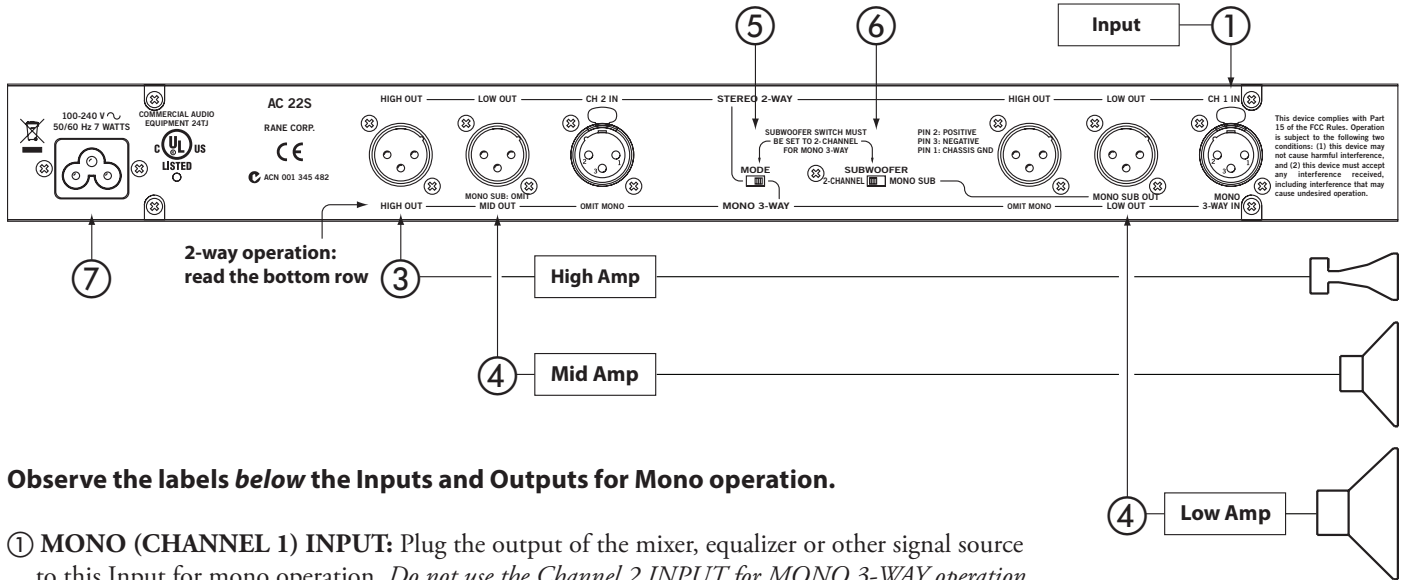 ⑤
⑥
Input
①
100-240 V
50/60 Hz 7 WATTS
COMMERCIAL AUDIO
EQUIPMENT 24TJ
C UL US
LISTED
AC 22S
RANE CORP.
CE
ACN 001 345 482
HIGH OUT
LOW OUT
CH 2 IN
STEREO 2-WAY
HIGH OUT
LOW OUT
CH 1 IN
SUBWOOFER SWITCH MUST
BE SET TO 2-CHANNEL
FOR MONO 3-WAY
PIN 2: POSITIVE
PIN 3: NEGATIVE
PIN 1: CHASSIS GND
MODE
SUBWOOFER
2-CHANNEL
MONO SUB
This device complies with Part
15 of the FCC Rules. Operation
is subject to the following two
conditions: (1) this device may
not cause harmful interference,
and (2) this device must accept
any interference received,
including interference that may
cause undesired operation.
HIGH OUT
MONO SUB: OMIT
MID OUT
OMIT MONO
MONO 3-WAY
OMIT MONO
MONO SUB OUT
LOW OUT
MONO
3-WAY IN
⑦
2-way operation:
read the bottom row
③
High Amp
④
Mid Amp
④
Low Amp
Observe the labels below the Inputs and Outputs for Mono operation.
① MONO (CHANNEL 1) INPUT: Plug the output of the mixer, equalizer or other signal source
to this Input for mono operation. Do not use the Channel 2 INPUT for MONO 3-WAY operation